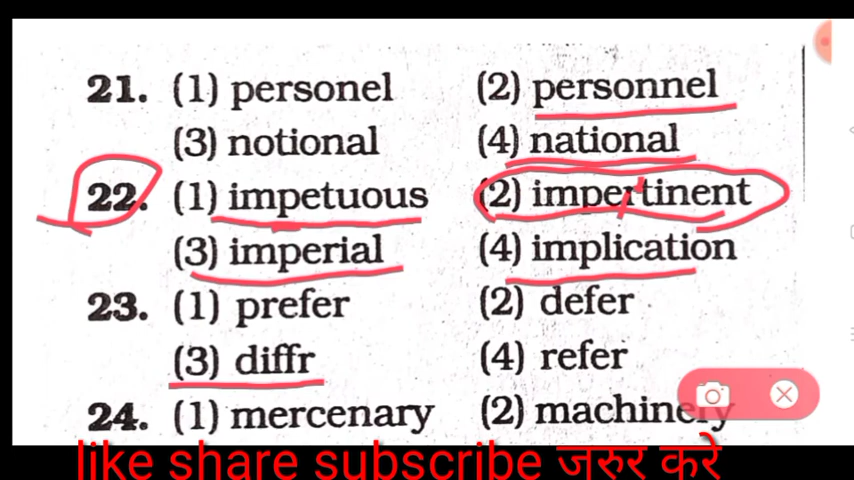 21. (1) personel (2) personnel
(3) notional (4) national
22. (1) impetuous (2) impertinent
(3) imperial (4) implication
23. (1) prefer (2) defer
(3) diffr (4) refer
24. (1) mercenary (2) machinery
like share subscribe जरुर करे